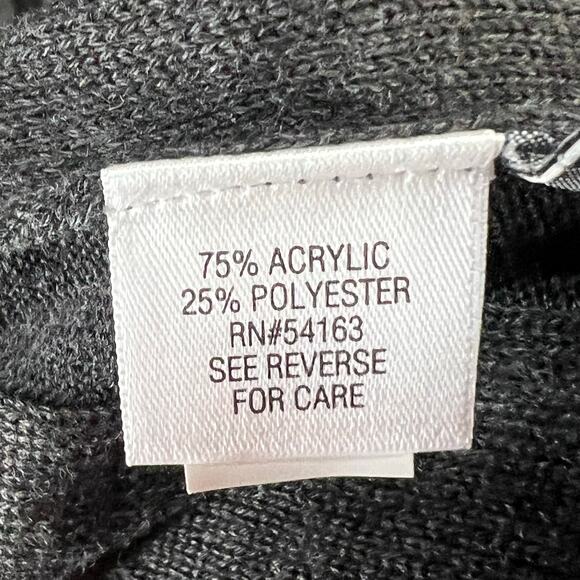 75% ACRYLIC
25% POLYESTER
RN#54163
SEE REVERSE
FOR CARE